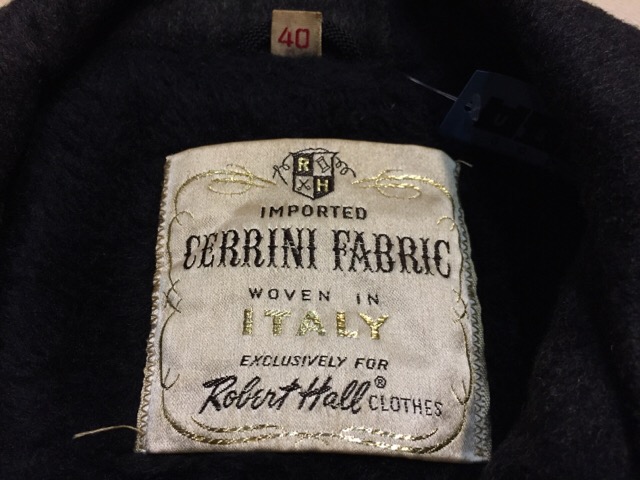 40
R
H
IMPORTED
CERRINI FABRIC
WOVEN IN
ITALY
EXCLUSIVELY FOR
Robert Hall® CLOTHES